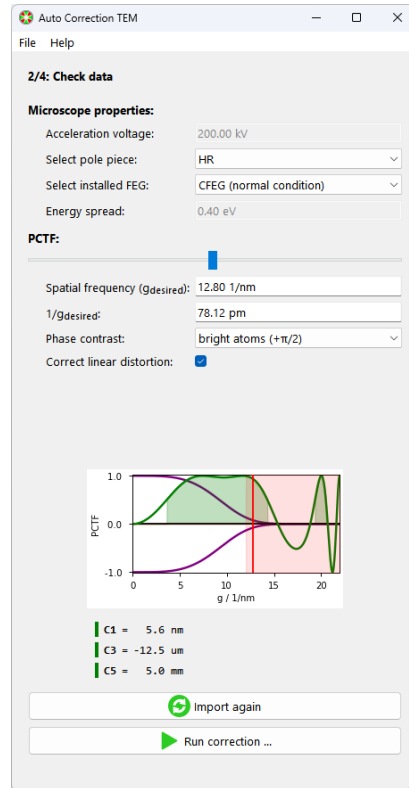 Auto Correction TEM
File Help
2/4: Check data
Microscope properties:
Acceleration voltage: 200.00 kV
Select pole piece: HR
Select installed FEG: CFEG (normal condition)
Energy spread: 0.40 eV
PCTF:
Spatial frequency (gdesired): 12.80 1/nm
1/gdesired: 78.12 pm
Phase contrast: bright atoms (+π/2)
Correct linear distortion:
1.0
0.0
-1.0
PCTF
0 5 10 15 20
g / 1/nm
C1 = 5.6 nm
C3 = -12.5 um
C5 = 5.0 mm
Import again
Run correction ...